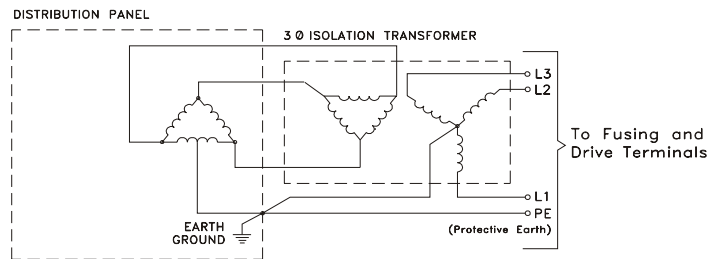 DISTRIBUTION PANEL
3 Ø ISOLATION TRANSFORMER
L3
L2
To Fusing and
Drive Terminals
L1
PE
(Protective Earth)
EARTH
GROUND